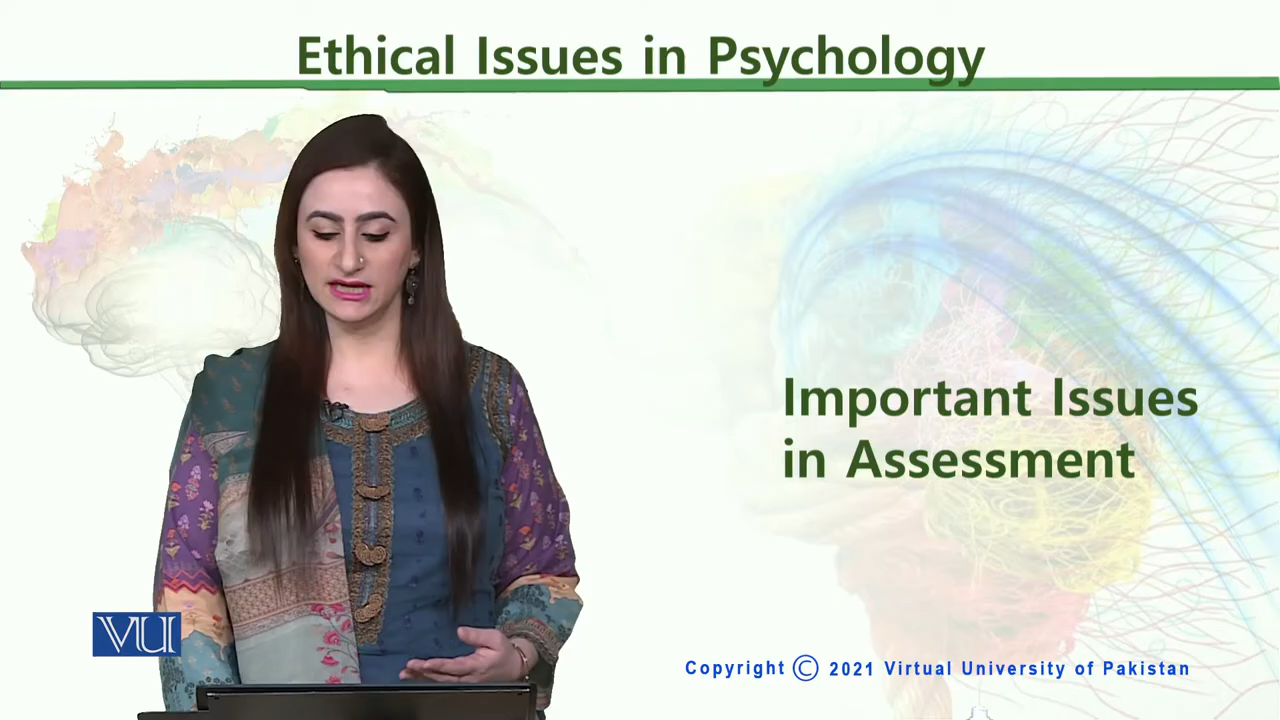 Ethical Issues in Psychology
Important Issues
in Assessment
VU
Copyright © 2021 Virtual University of Pakistan